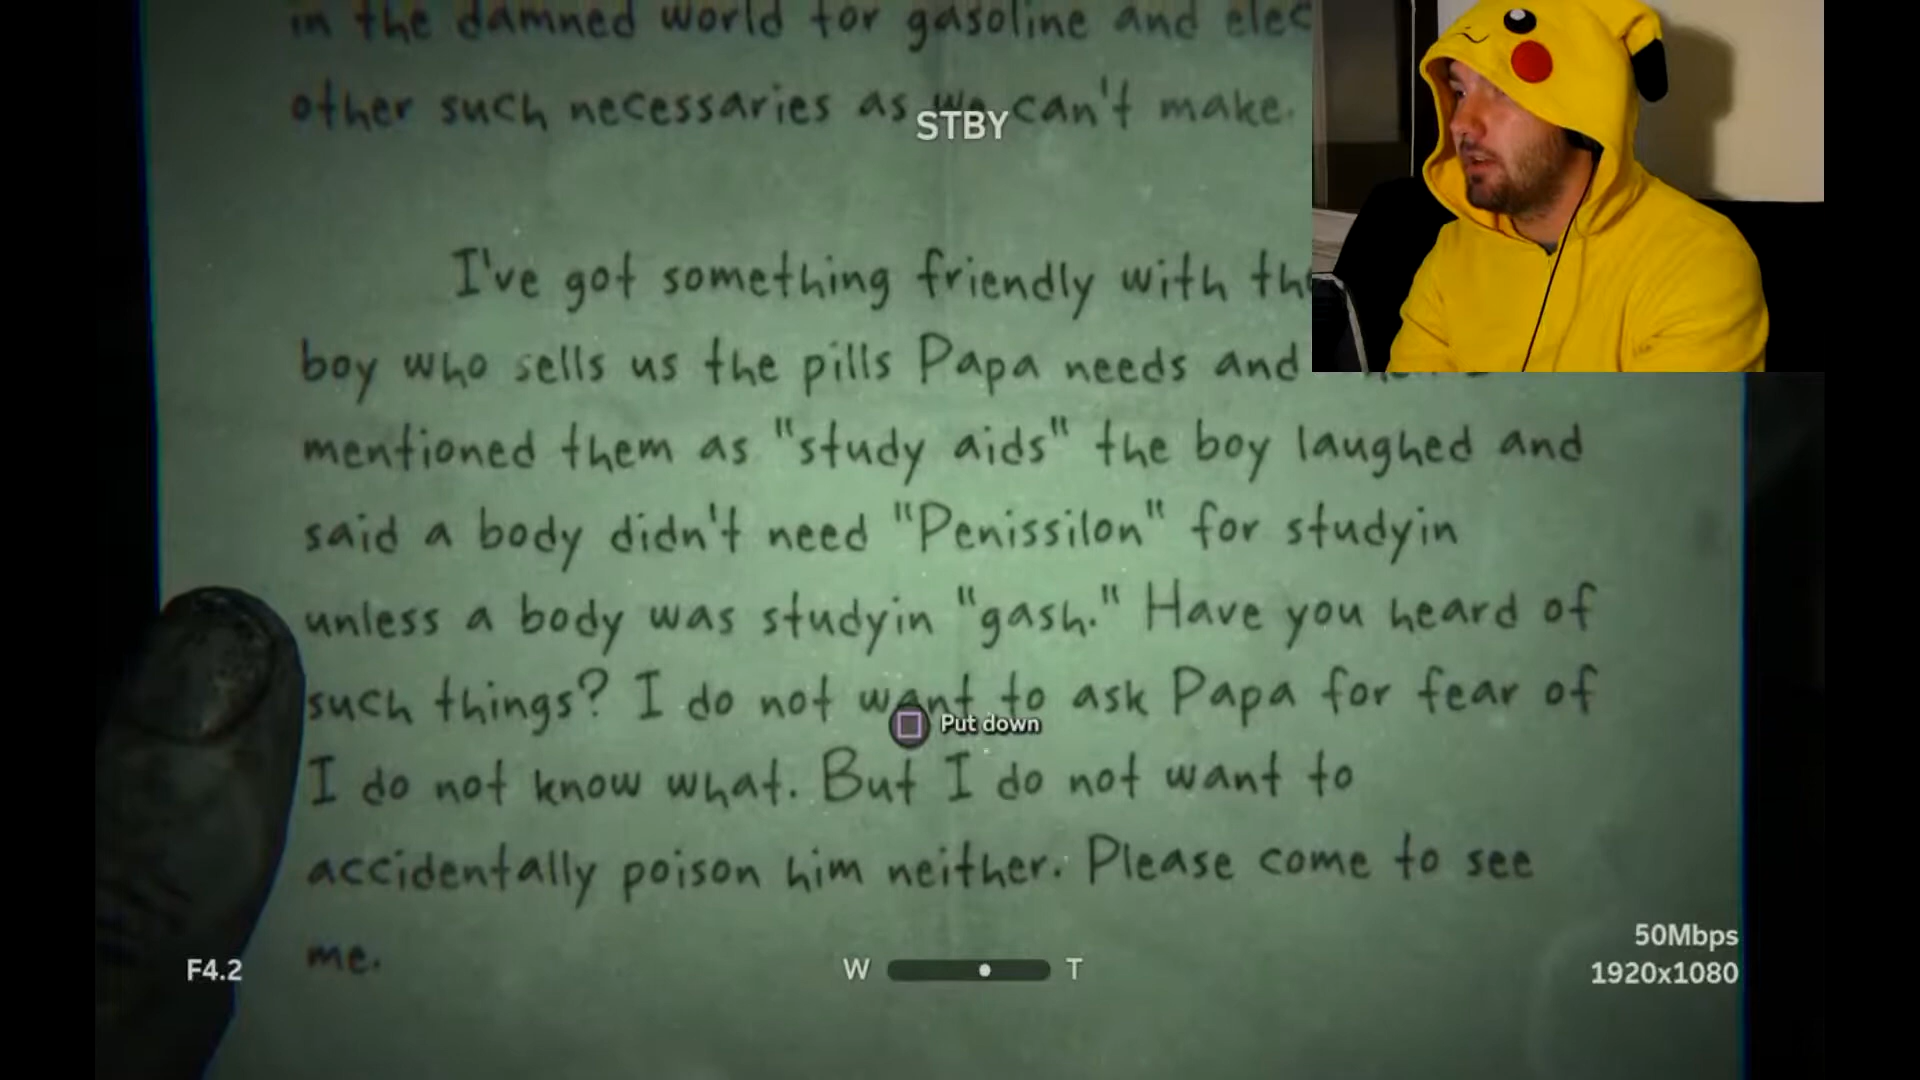 in the damned world for gasoline and elec
other such necessaries as we can't make.
STBY
I've got something friendly with the
boy who sells us the pills Papa needs and
mentioned them as "study aids" the boy laughed and
said a body didn't need "Penissilon" for studyin
unless a body was studyin "gash." Have you heard of
such things? I do not want to ask Papa for fear of
Put down
I do not know what. But I do not want to
accidentally poison him neither. Please come to see
me.
F4.2
W T
50Mbps
1920x1080